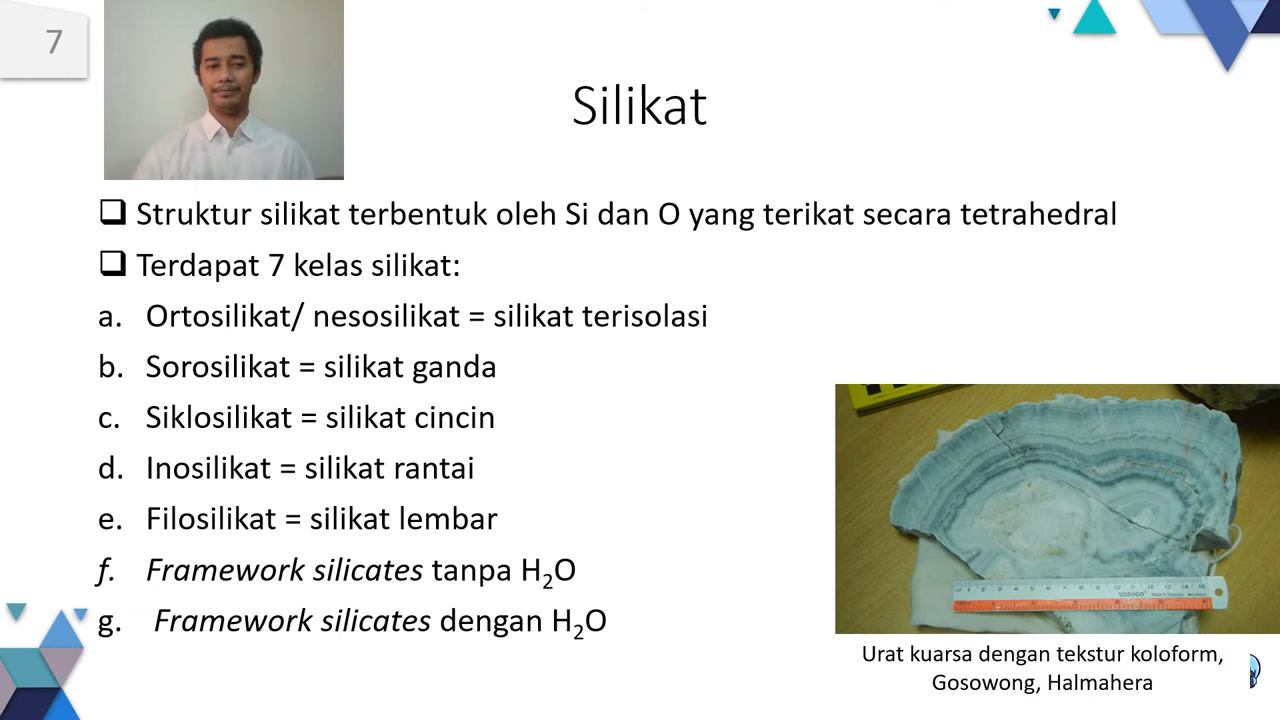 7
Silikat
❑ Struktur silikat terbentuk oleh Si dan O yang terikat secara tetrahedral
❑ Terdapat 7 kelas silikat:
a. Ortosilikat/ nesosilikat = silikat terisolasi
b. Sorosilikat = silikat ganda
c. Siklosilikat = silikat cincin
d. Inosilikat = silikat rantai
e. Filosilikat = silikat lembar
f. Framework silicates tanpa H₂O
g. Framework silicates dengan H₂O
Urat kuarsa dengan tekstur koloform,
Gosowong, Halmahera